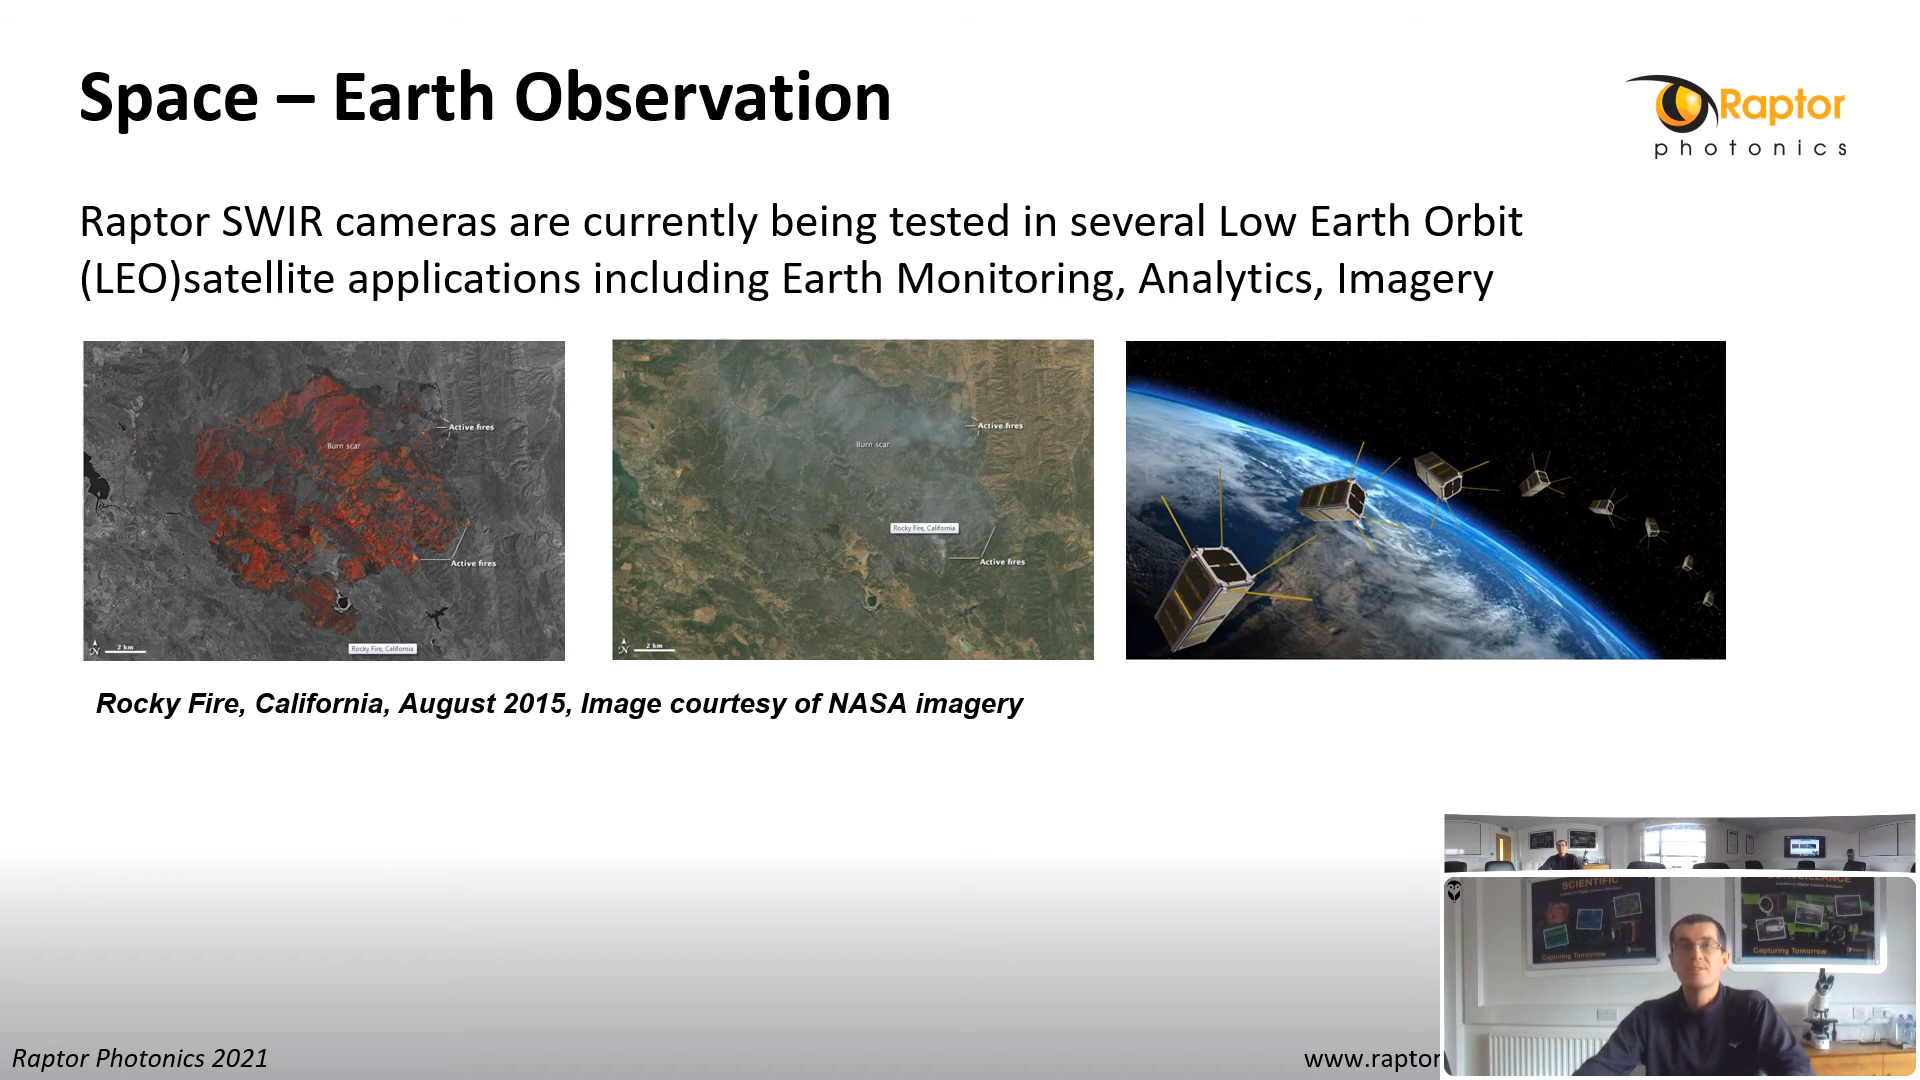 Space – Earth Observation
Raptor
photonics
Raptor SWIR cameras are currently being tested in several Low Earth Orbit
(LEO)satellite applications including Earth Monitoring, Analytics, Imagery
Active fires
Burn scar
Active fires
N
2 km
Rocky Fire, California
Active fires
Burn scar
Rocky Fire, California
Active fires
N
2 km
Rocky Fire, California, August 2015, Image courtesy of NASA imagery
SCIENTIFIC
Capturing Tomorrow
Capturing Tomorrow
Raptor Photonics 2021
www.raptor